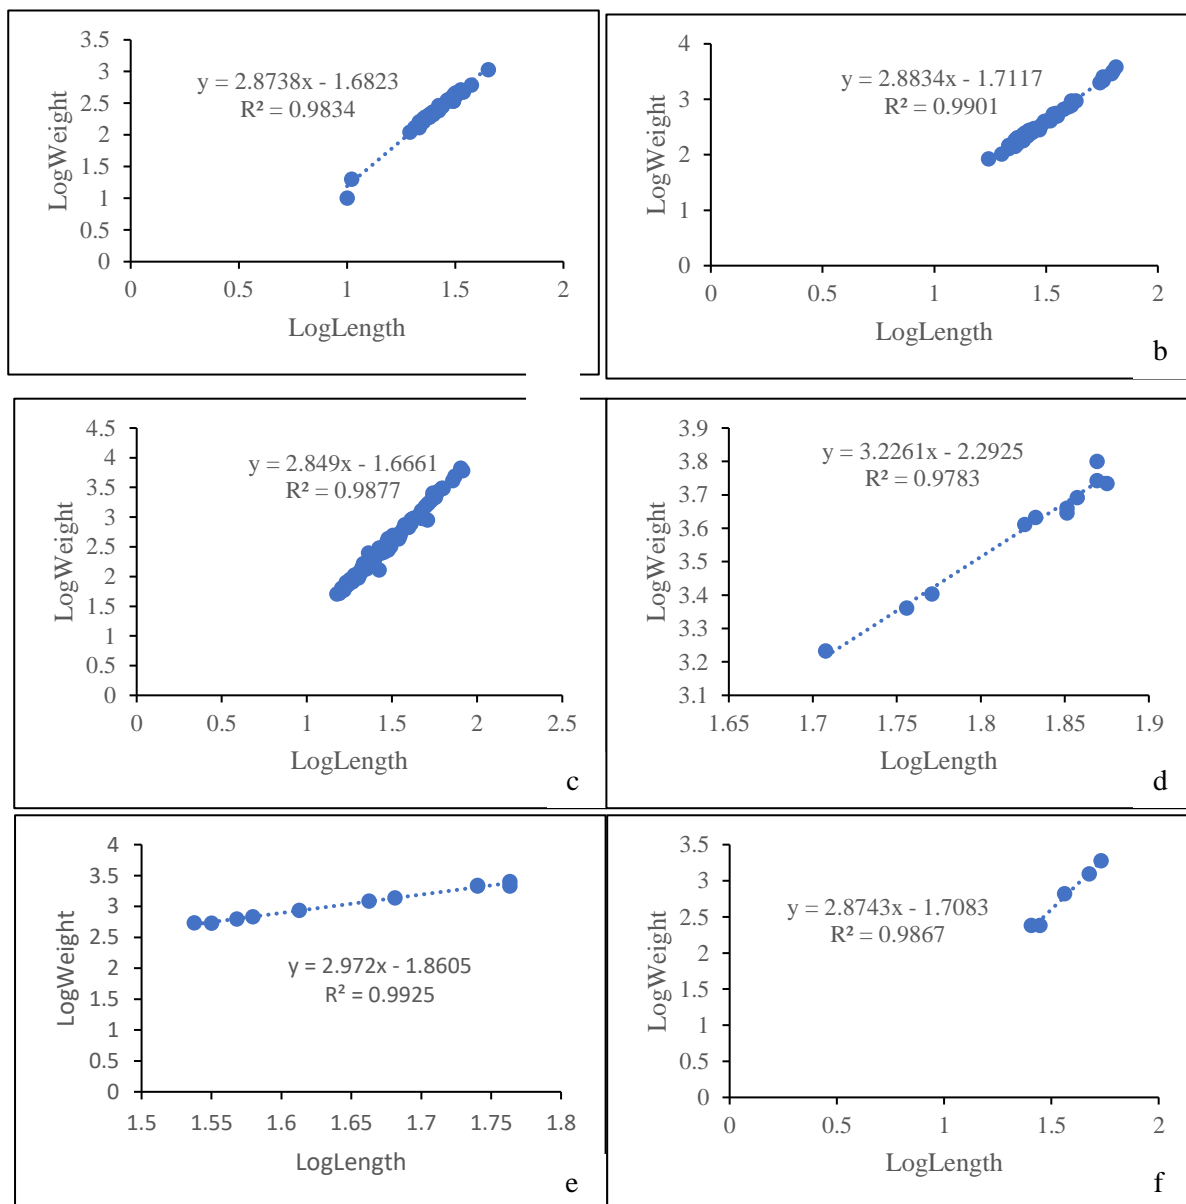 3.5
3
2.5
2
1.5
1
0.5
0
0
0.5
1
1.5
2
LogWeight
LogLength
y = 2.8738x - 1.6823
R² = 0.9834
4
3
2
1
0
0
0.5
1
1.5
2
LogWeight
LogLength
y = 2.8834x - 1.7117
R² = 0.9901
b
4.5
4
3.5
3
2.5
2
1.5
1
0.5
0
0
0.5
1
1.5
2
2.5
LogWeight
LogLength
y = 2.849x - 1.6661
R² = 0.9877
c
3.9
3.8
3.7
3.6
3.5
3.4
3.3
3.2
3.1
1.65
1.7
1.75
1.8
1.85
1.9
LogWeight
LogLength
y = 3.2261x - 2.2925
R² = 0.9783
d
4
3.5
3
2.5
2
1.5
1
0.5
0
1.5
1.55
1.6
1.65
1.7
1.75
1.8
LogWeight
LogLength
y = 2.972x - 1.8605
R² = 0.9925
e
3.5
3
2.5
2
1.5
1
0.5
0
0
0.5
1
1.5
2
LogWeight
LogLength
y = 2.8743x - 1.7083
R² = 0.9867
f